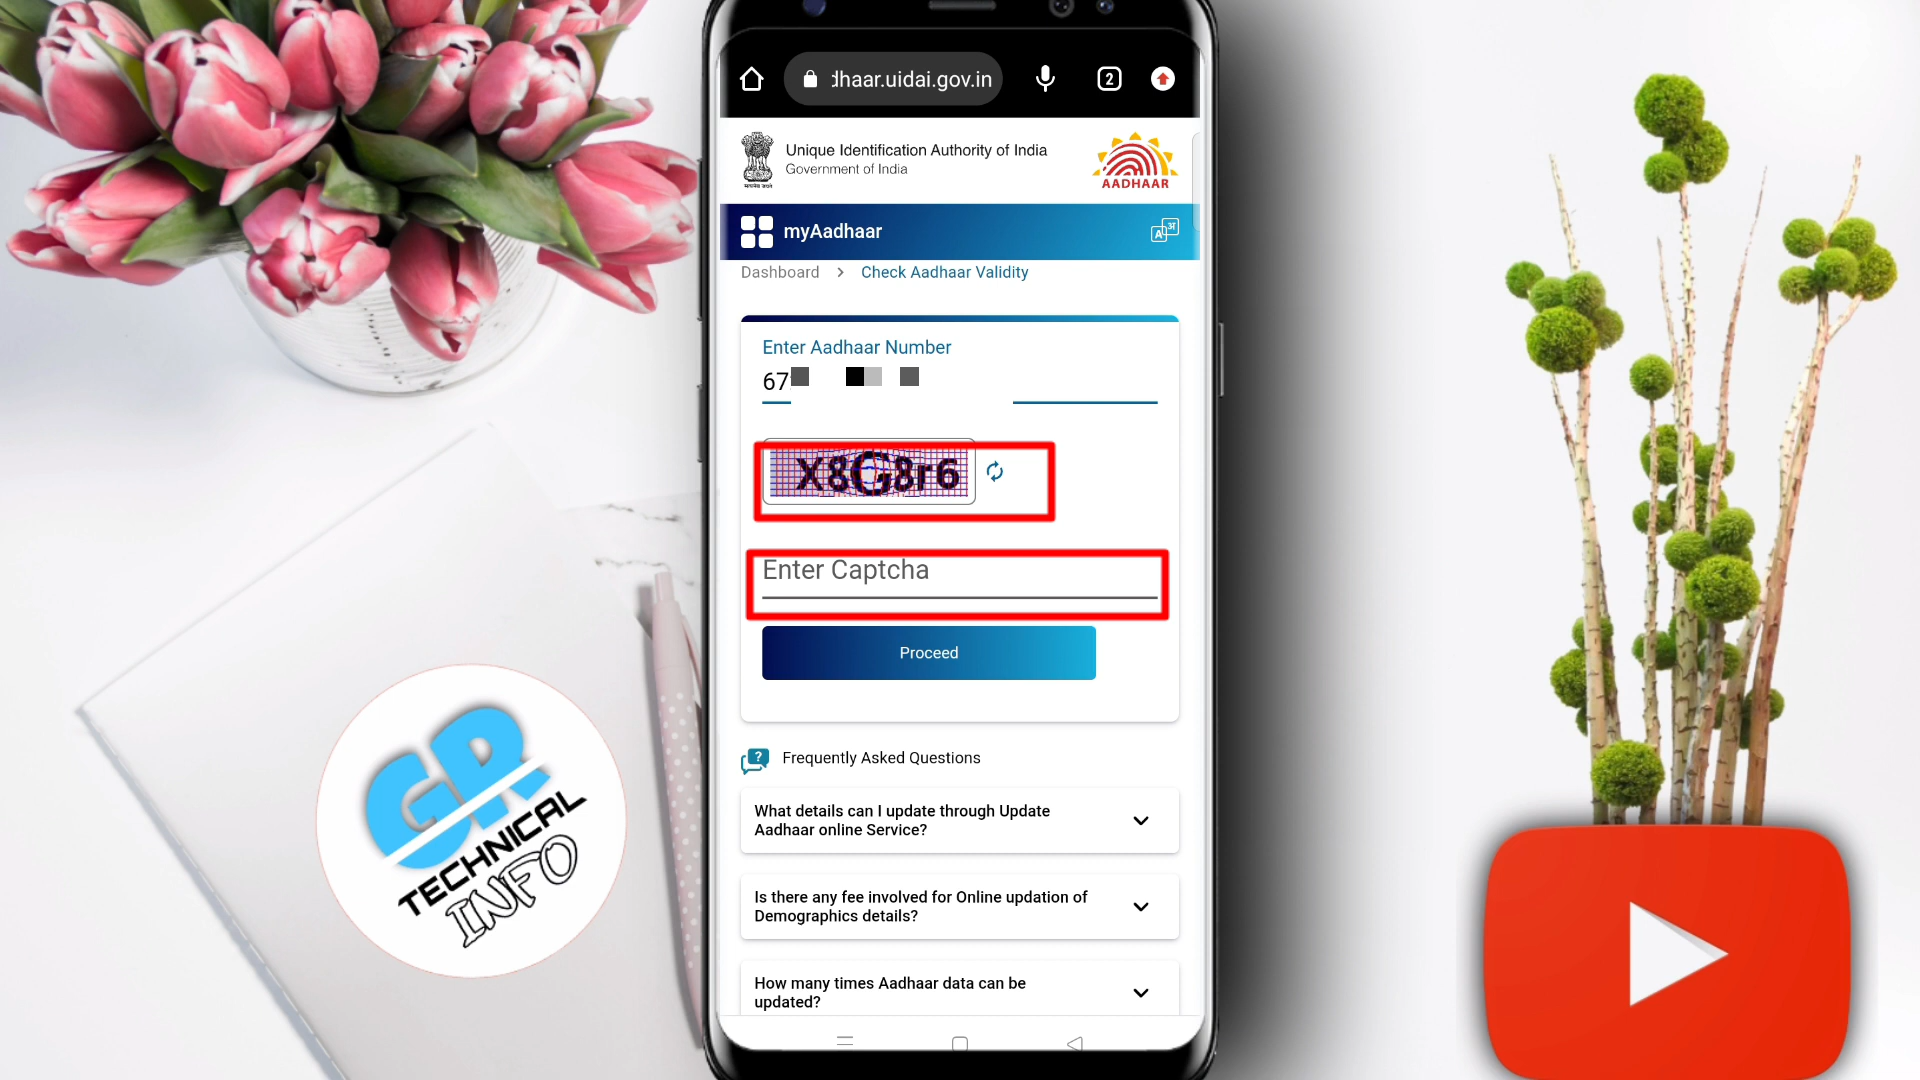 dhaar.uidai.gov.in
2
सत्यमेव जयते
Unique Identification Authority of India
Government of India
AADHAAR
myAadhaar
A अ
Dashboard > Check Aadhaar Validity
Enter Aadhaar Number
67
X8G8r6
Enter Captcha
Proceed
? Frequently Asked Questions
What details can I update through Update
Aadhaar online Service?
Is there any fee involved for Online updation of
Demographics details?
How many times Aadhaar data can be
updated?
GR
TECHNICAL
INFO